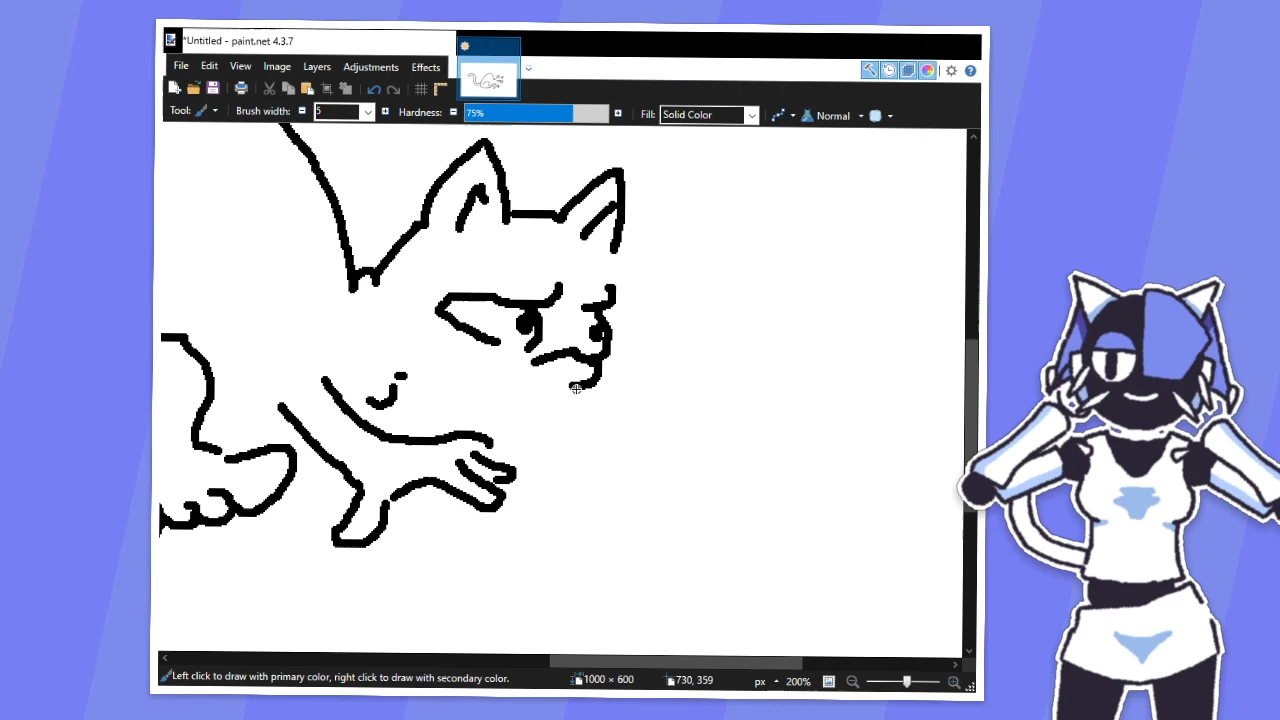 *Untitled - paint.net 4.3.7
File Edit View Image Layers Adjustments Effects
Tool: Brush width: 5 Hardness: 75% Fill: Solid Color Normal
Left click to draw with primary color, right click to draw with secondary color. 1000 × 600 730, 359 px 200%